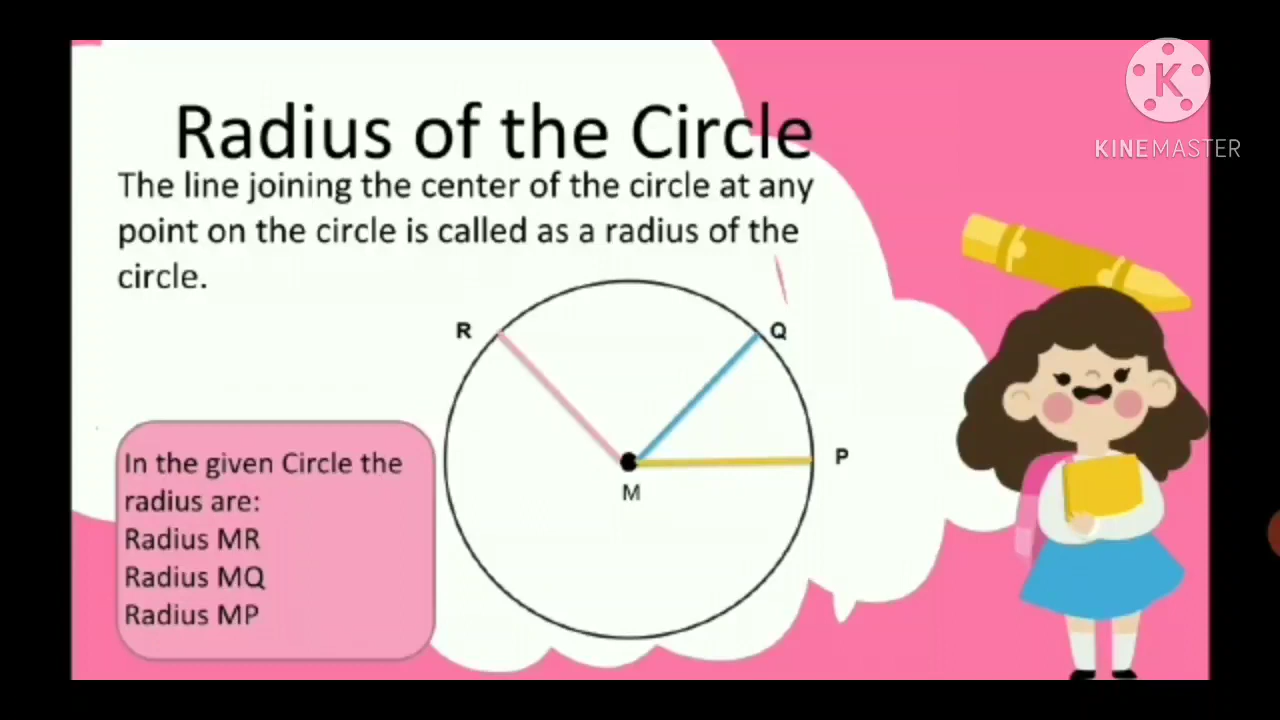 Radius of the Circle
The line joining the center of the circle at any
point on the circle is called as a radius of the
circle.
R
Q
P
M
In the given Circle the
radius are:
Radius MR
Radius MQ
Radius MP
K
KINEMASTER